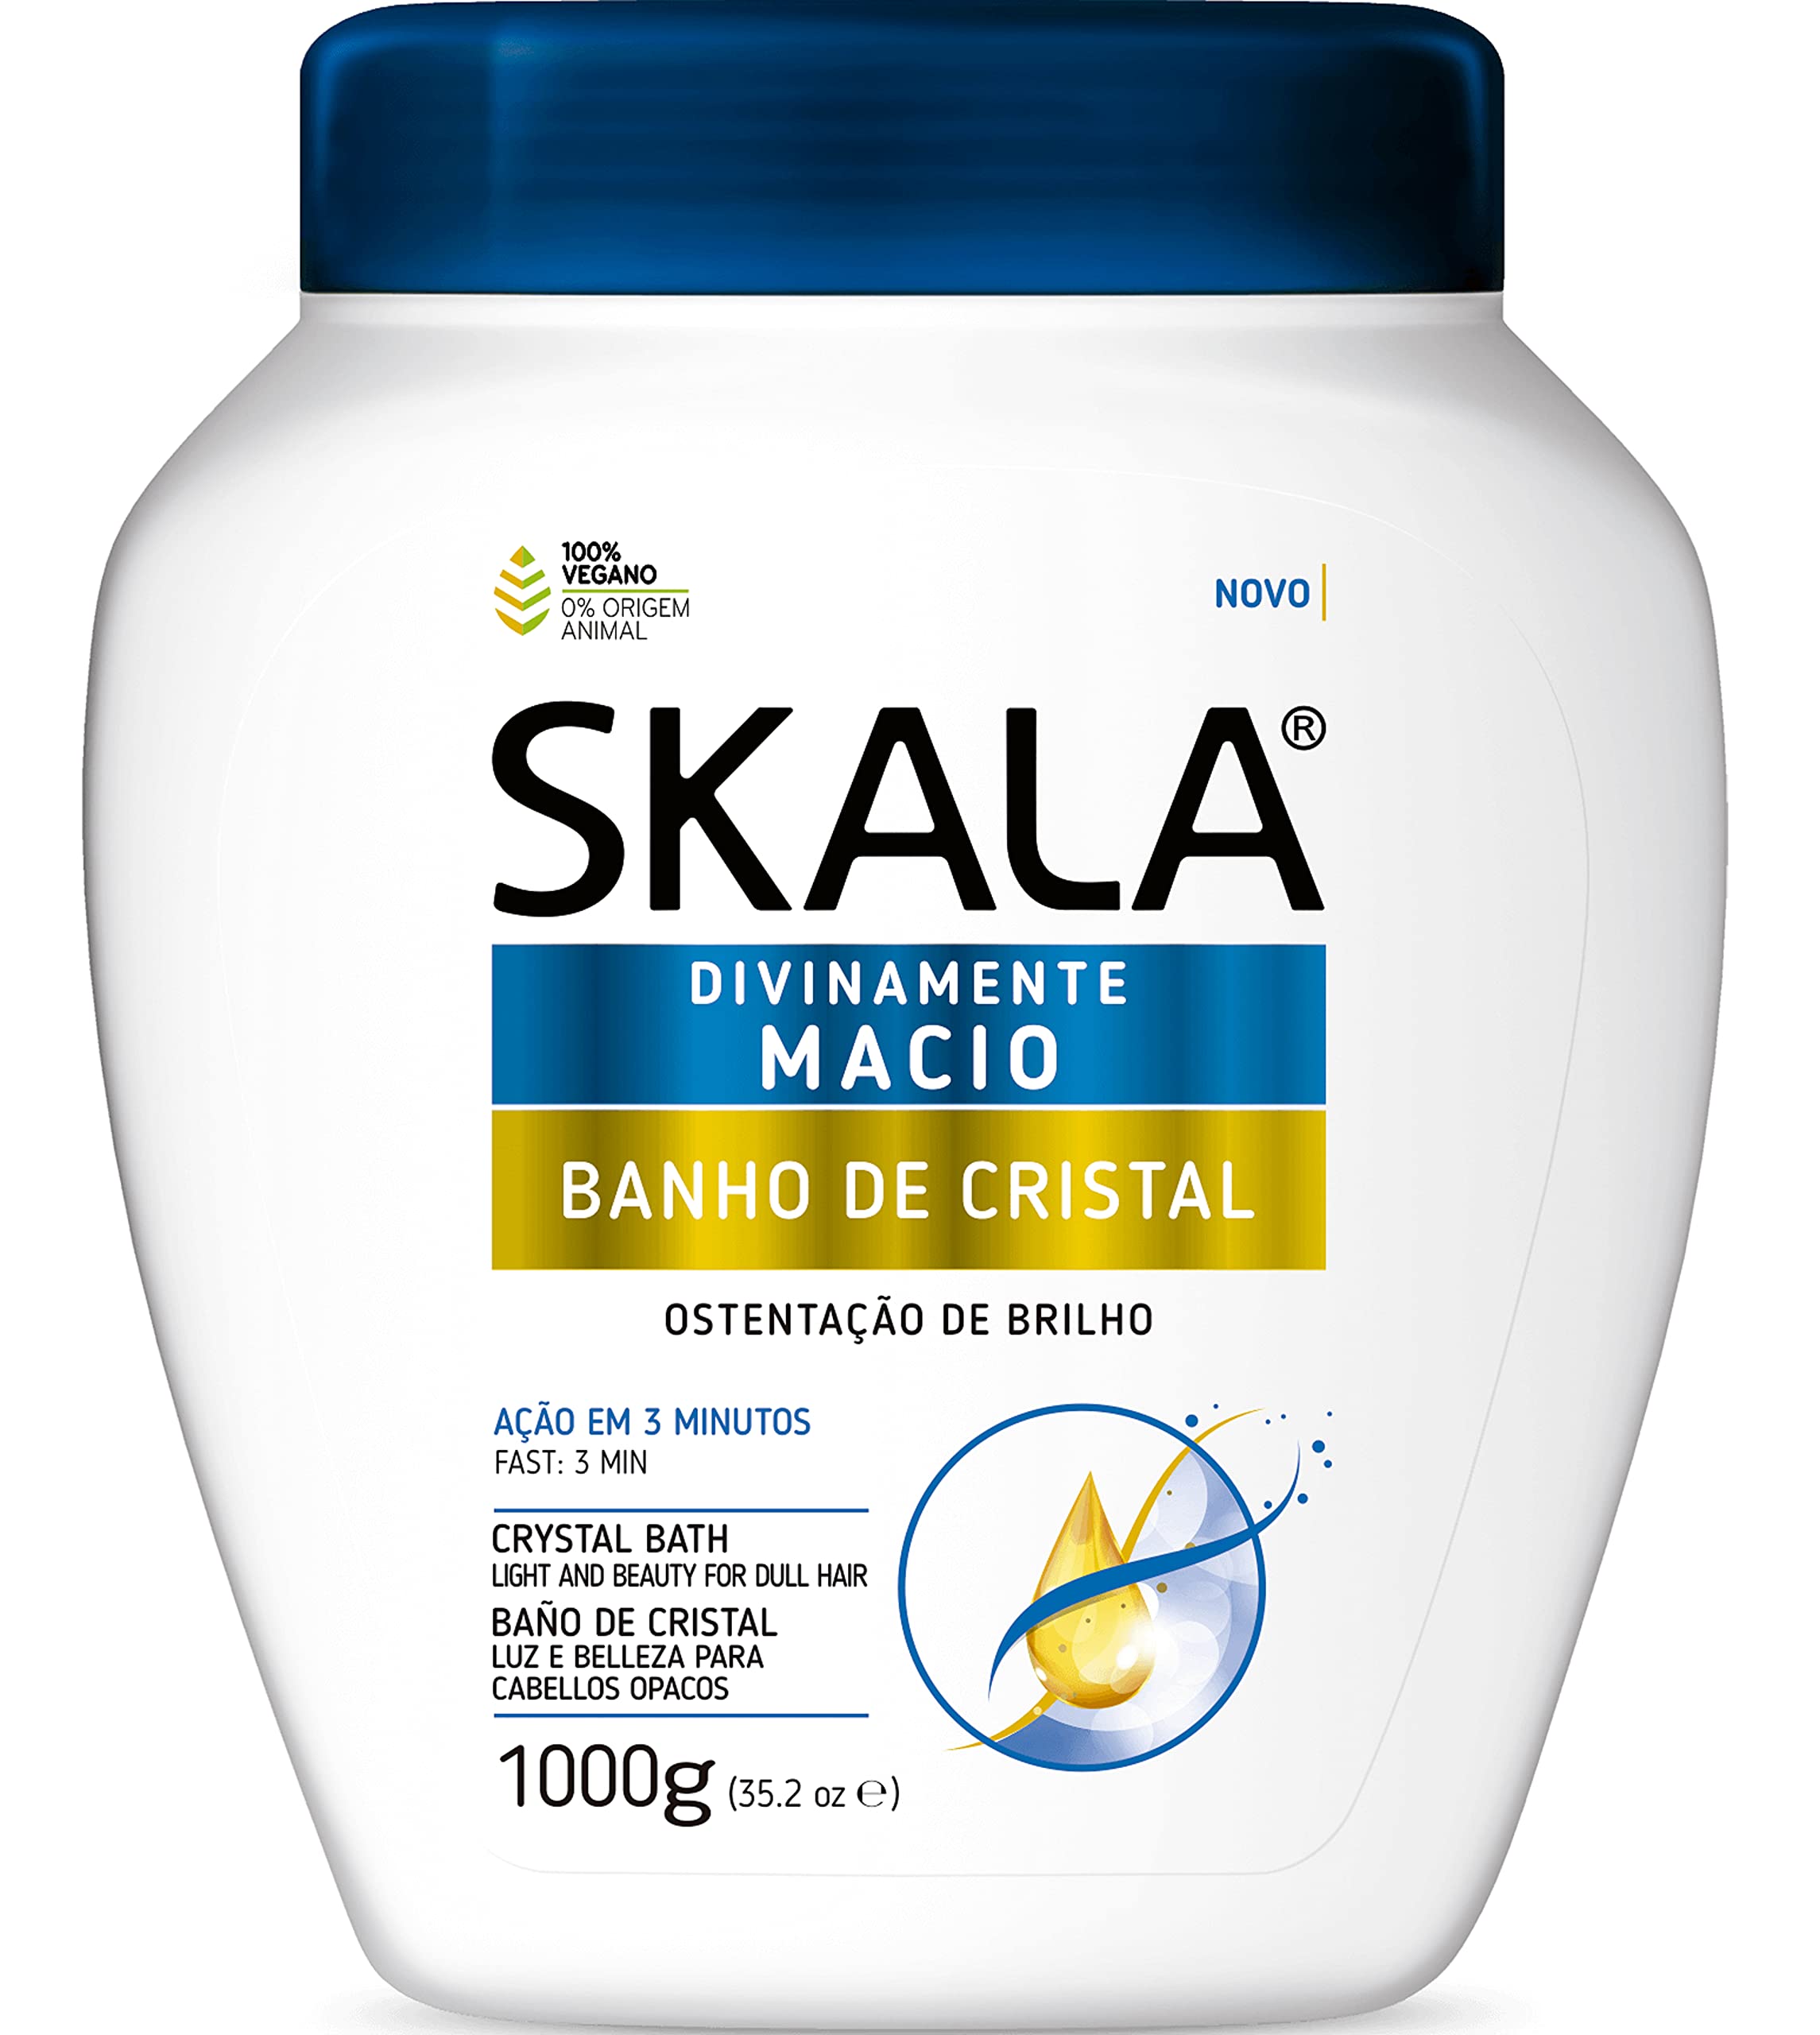 100%
VEGANO
0% ORIGEM
ANIMAL
NOVO
SKALA®
DIVINAMENTE
MACIO
BANHO DE CRISTAL
OSTENTAÇÃO DE BRILHO
AÇÃO EM 3 MINUTOS
FAST: 3 MIN
CRYSTAL BATH
LIGHT AND BEAUTY FOR DULL HAIR
BAÑO DE CRISTAL
LUZ E BELLEZA PARA
CABELLOS OPACOS
1000g (35.2 oz ℮)